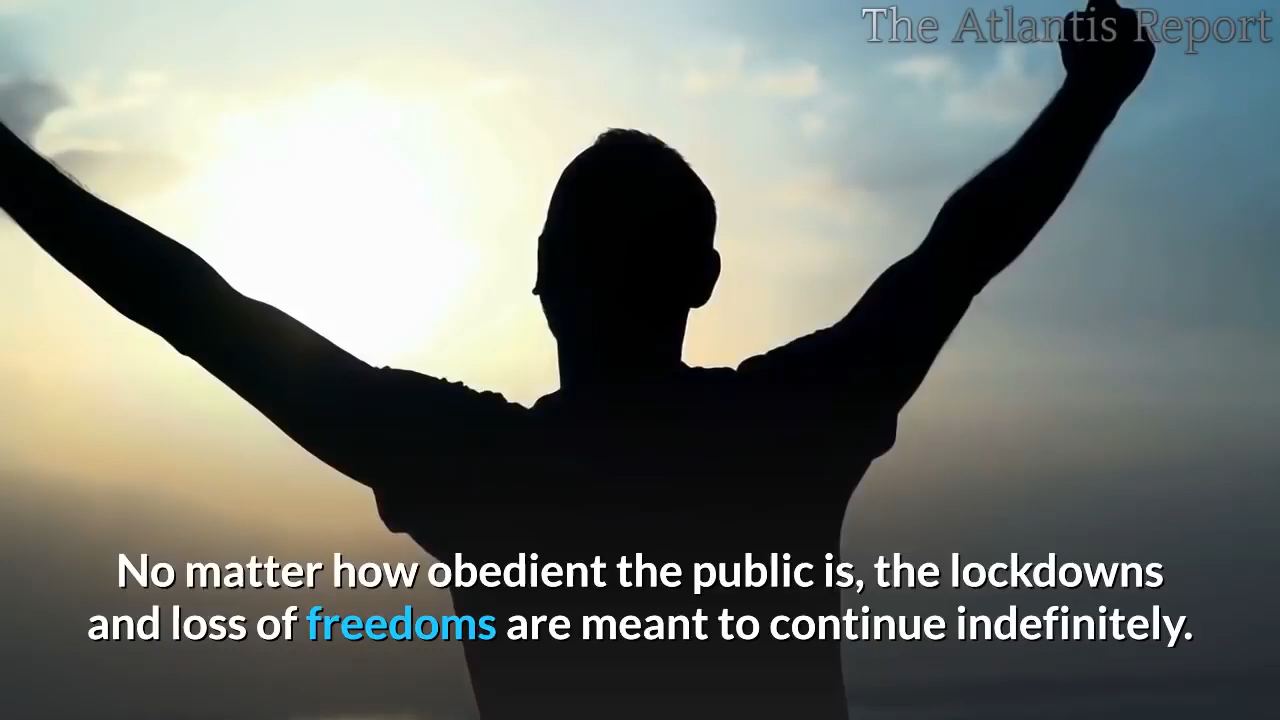 The Atlantis Report
No matter how obedient the public is, the lockdowns
and loss of freedoms are meant to continue indefinitely.